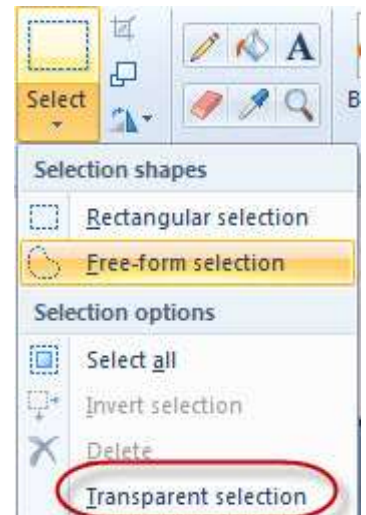 A
Select
B
Selection shapes
Rectangular selection
Free-form selection
Selection options
Select all
Invert selection
Delete
Transparent selection